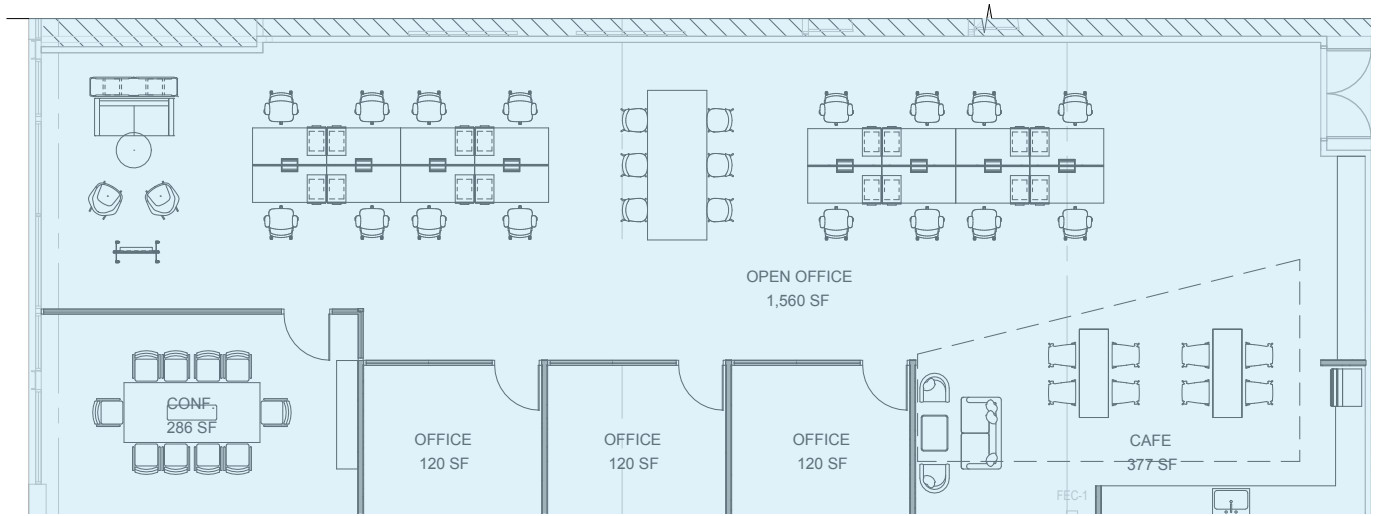 OPEN OFFICE
1,560 SF
CONF.
286 SF
OFFICE
120 SF
OFFICE
120 SF
OFFICE
120 SF
CAFE
377 SF
FEC-1